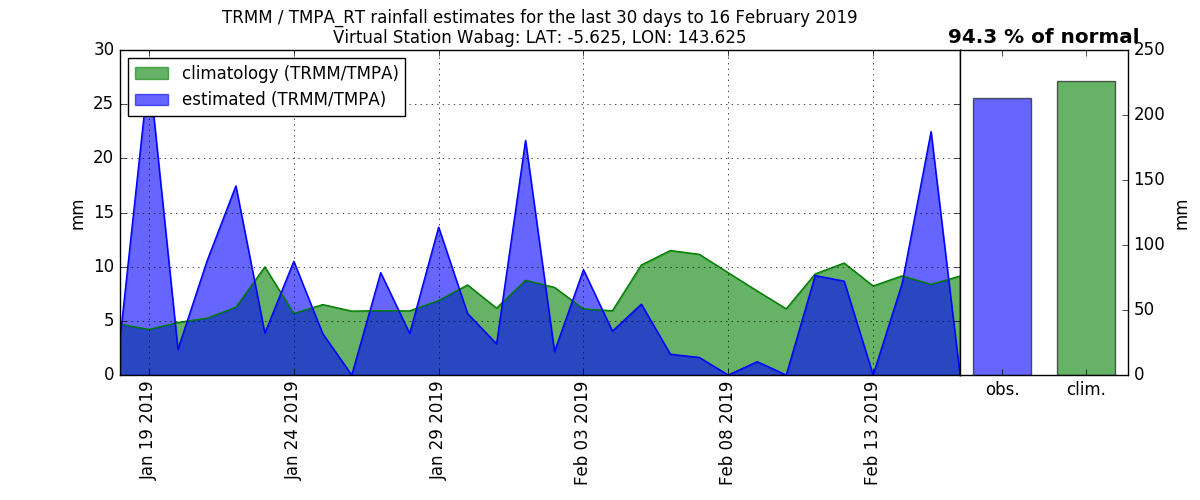 TRMM / TMPA_RT rainfall estimates for the last 30 days to 16 February 2019
Virtual Station Wabag: LAT: -5.625, LON: 143.625
94.3 % of normal
climatology (TRMM/TMPA)
estimated (TRMM/TMPA)
30
25
20
15
10
5
0
mm
Jan 19 2019
Jan 24 2019
Jan 29 2019
Feb 03 2019
Feb 08 2019
Feb 13 2019
obs.
clim.
250
200
150
100
50
0
mm